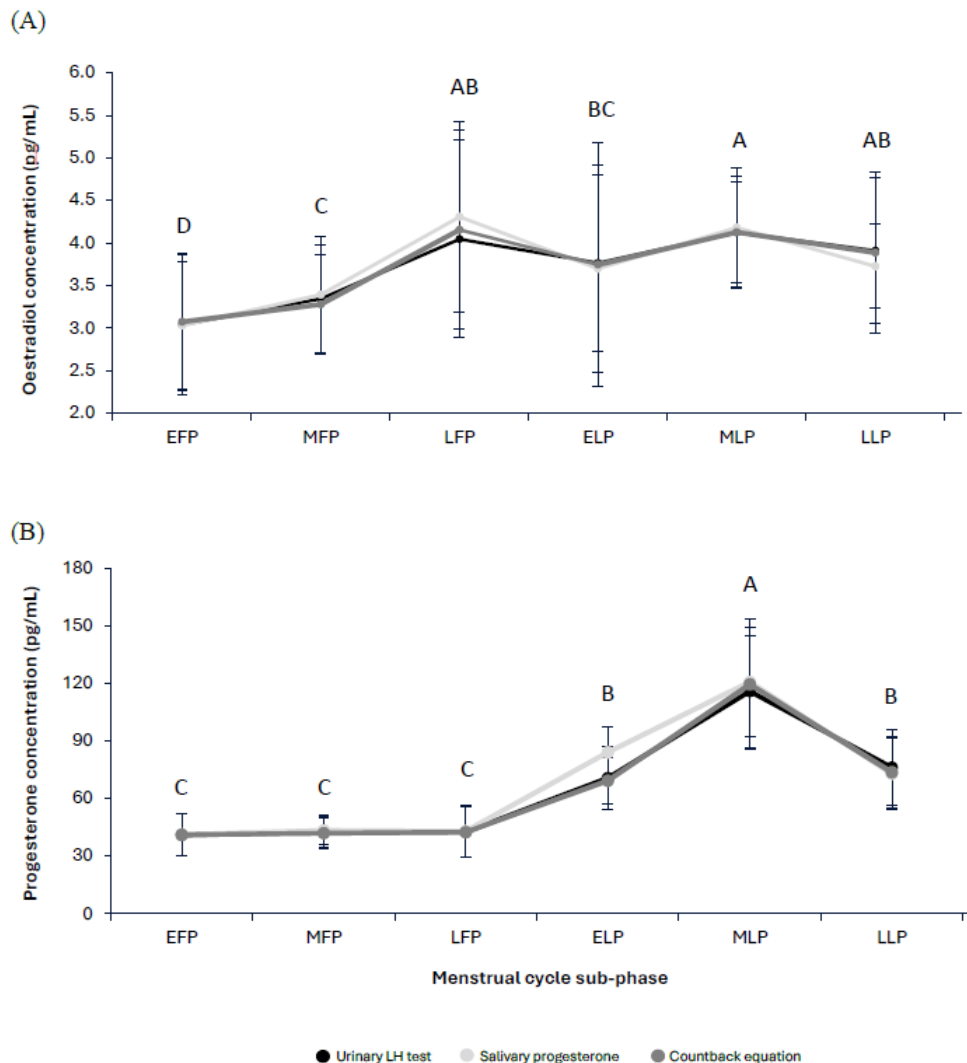 (A)
Oestradiol concentration (pg/mL)
6.0
5.5
5.0
4.5
4.0
3.5
3.0
2.5
2.0
D
C
AB
BC
A
AB
EFP MFP LFP ELP MLP LLP
(B)
Progesterone concentration (pg/mL)
180
150
120
90
60
30
0
C
C
C
B
A
B
EFP MFP LFP ELP MLP LLP
Menstrual cycle sub-phase
Urinary LH test Salivary progesterone Countback equation